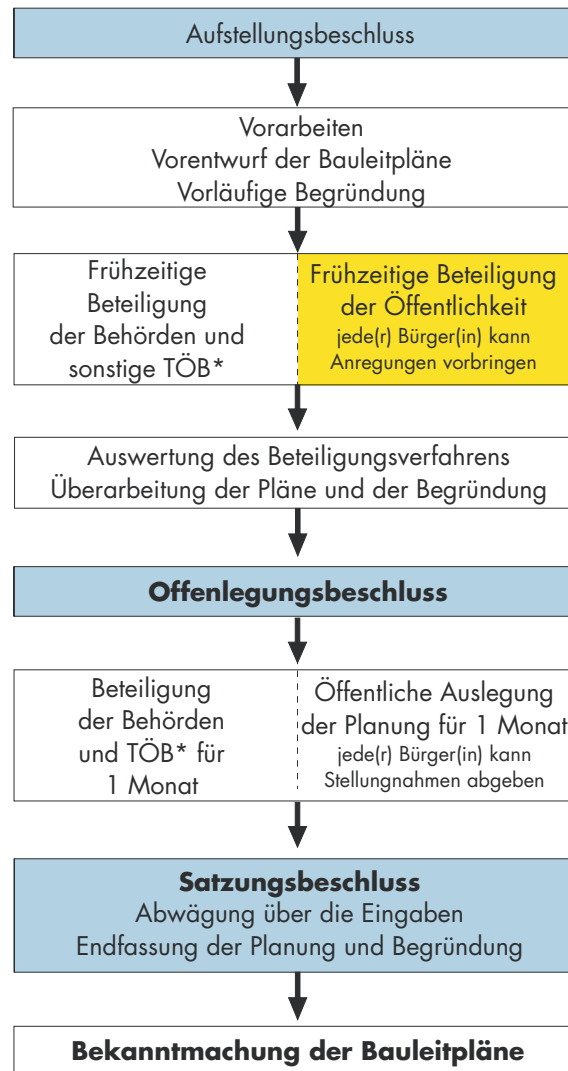 Aufstellungsbeschluss
Vorarbeiten
Vorentwurf der Bauleitpläne
Vorläufige Begründung
Frühzeitige
Beteiligung
der Behörden und
sonstige TÖB*
Frühzeitige Beteiligung
der Öffentlichkeit
jede(r) Bürger(in) kann
Anregungen vorbringen
Auswertung des Beteiligungsverfahrens
Überarbeitung der Pläne und der Begründung
Offenlegungsbeschluss
Beteiligung
der Behörden
und TÖB* für
1 Monat
Öffentliche Auslegung
der Planung für 1 Monat
jede(r) Bürger(in) kann
Stellungnahmen abgeben
Satzungsbeschluss
Abwägung über die Eingaben
Endfassung der Planung und Begründung
Bekanntmachung der Bauleitpläne